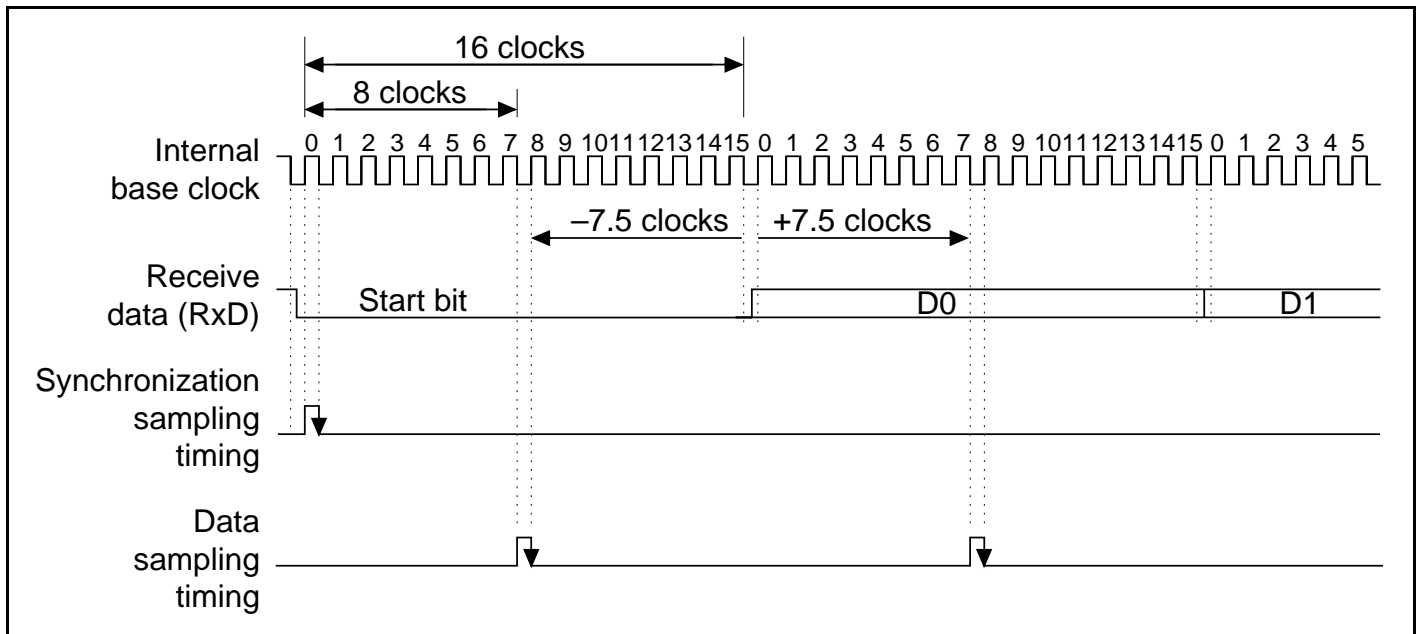 16 clocks
8 clocks
Internal
base clock
0 1 2 3 4 5 6 7 8 9 10 11 12 13 14 15 0 1 2 3 4 5 6 7 8 9 10 11 12 13 14 15 0 1 2 3 4 5
–7.5 clocks +7.5 clocks
Receive
data (RxD)
Start bit D0 D1
Synchronization
sampling
timing
Data
sampling
timing